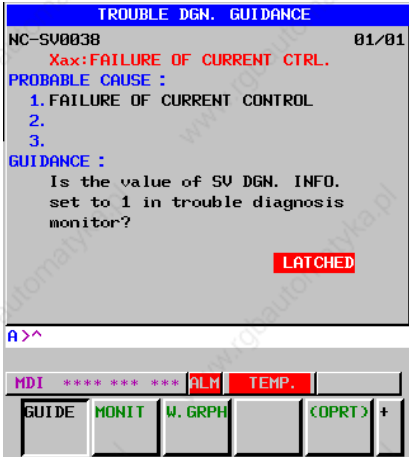 TROUBLE DGN. GUIDANCE
NC-SV0038 01/01
Xax:FAILURE OF CURRENT CTRL.
PROBABLE CAUSE :
1. FAILURE OF CURRENT CONTROL
2.
3.
GUIDANCE :
Is the value of SV DGN. INFO.
set to 1 in trouble diagnosis
monitor?
LATCHED
A>^
MDI **** *** *** ALM TEMP.
GUIDE MONIT W.GRPH (OPRT) +